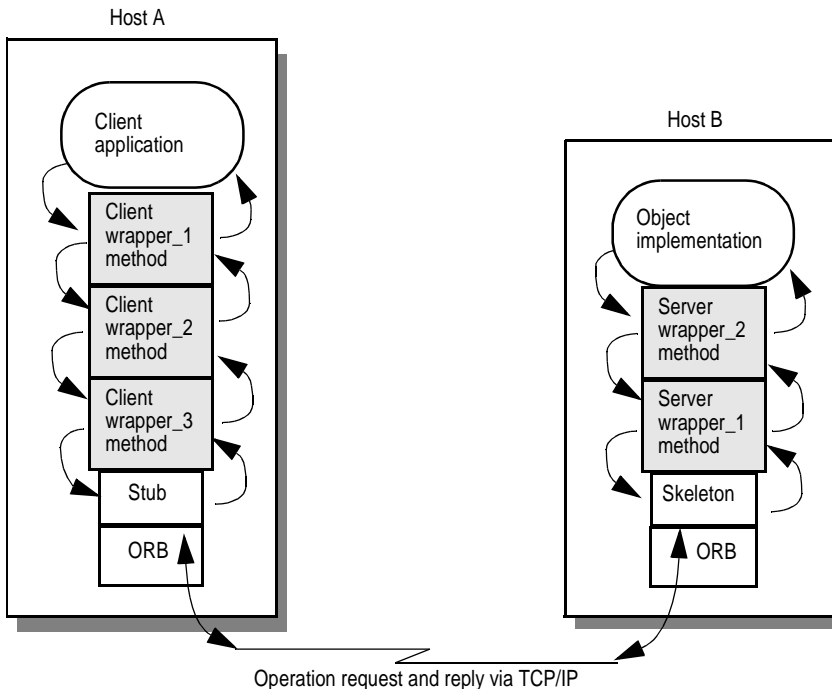 Host A
Client
application
Client
wrapper_1
method
Client
wrapper_2
method
Client
wrapper_3
method
Stub
ORB
Host B
Object
implementation
Server
wrapper_2
method
Server
wrapper_1
method
Skeleton
ORB
Operation request and reply via TCP/IP